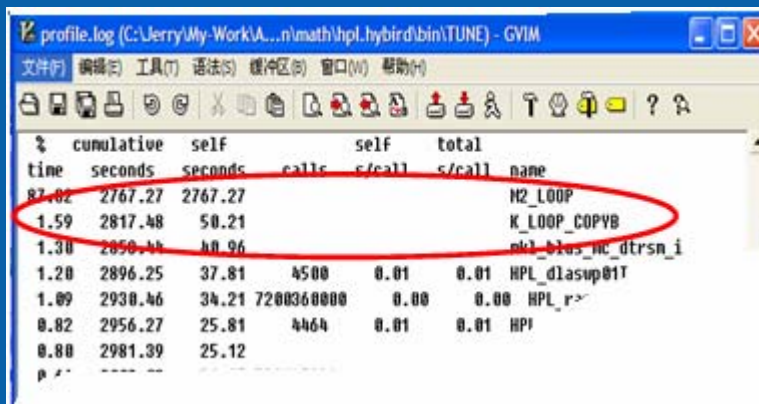 profile.log (C:\Jerry\My-Work\A...n\math\hpl.hybird\bin\TUNE) - GVIM
文件(F) 编辑(E) 工具(T) 语法(S) 缓冲区(B) 窗口(W) 帮助(H)
% cumulative self self total
time seconds seconds calls s/call s/call name
87.82 2767.27 2767.27 M2_LOOP
1.59 2817.48 50.21 K_LOOP_COPYB
1.30 40.96
1.20 2896.25 37.81 4500 0.01 0.01 HPL_dlaswp01T
1.09 2930.46 34.21 7200360000 0.00 0.00
0.82 2956.27 25.81 4464 0.01 0.01
0.80 2981.39 25.12